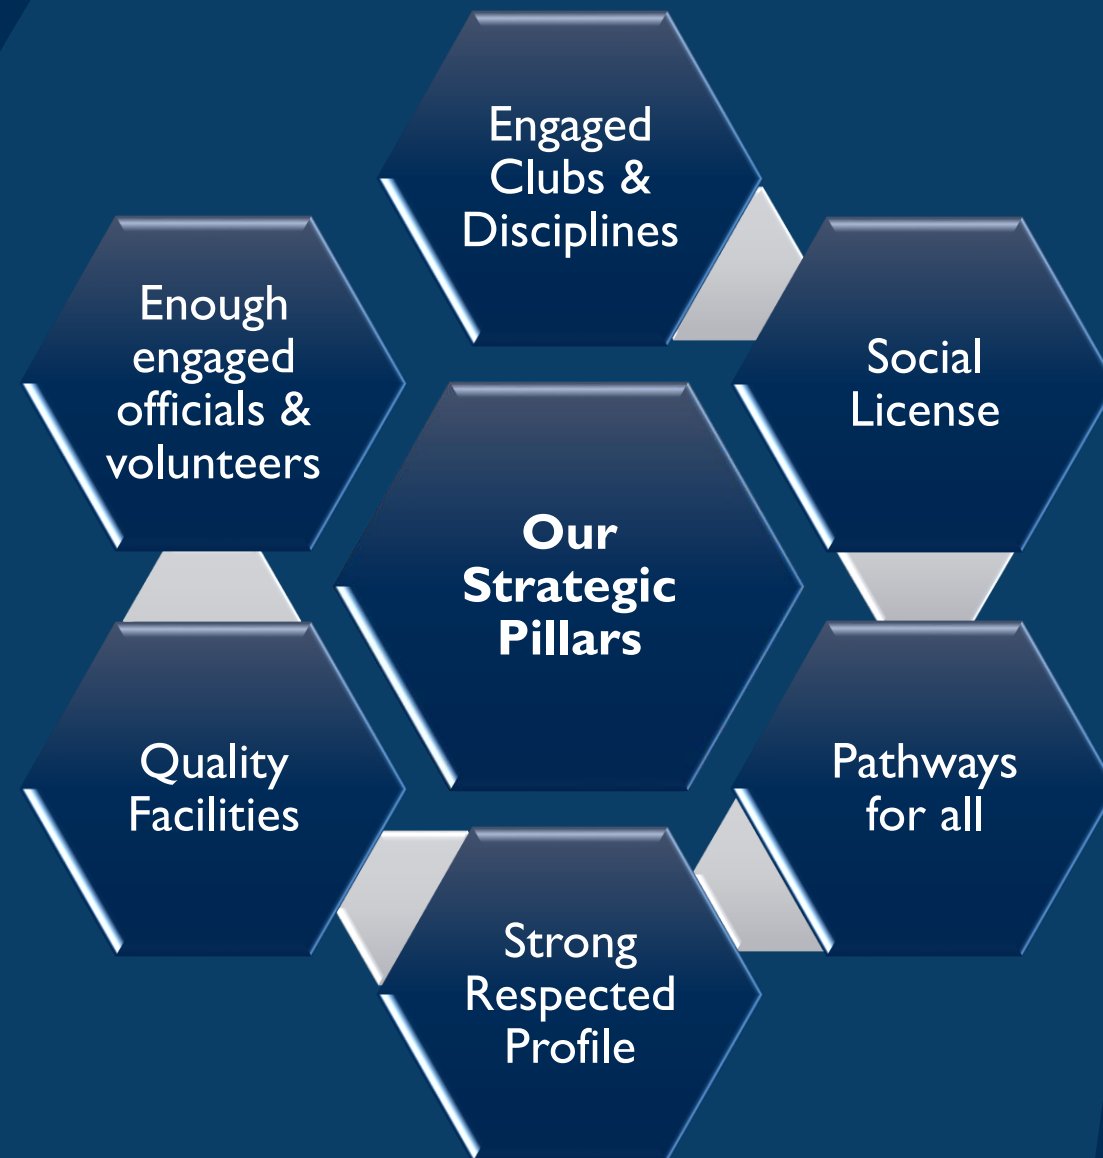 Engaged
Clubs &
Disciplines
Social
License
Pathways
for all
Strong
Respected
Profile
Quality
Facilities
Enough
engaged
officials &
volunteers
Our
Strategic
Pillars